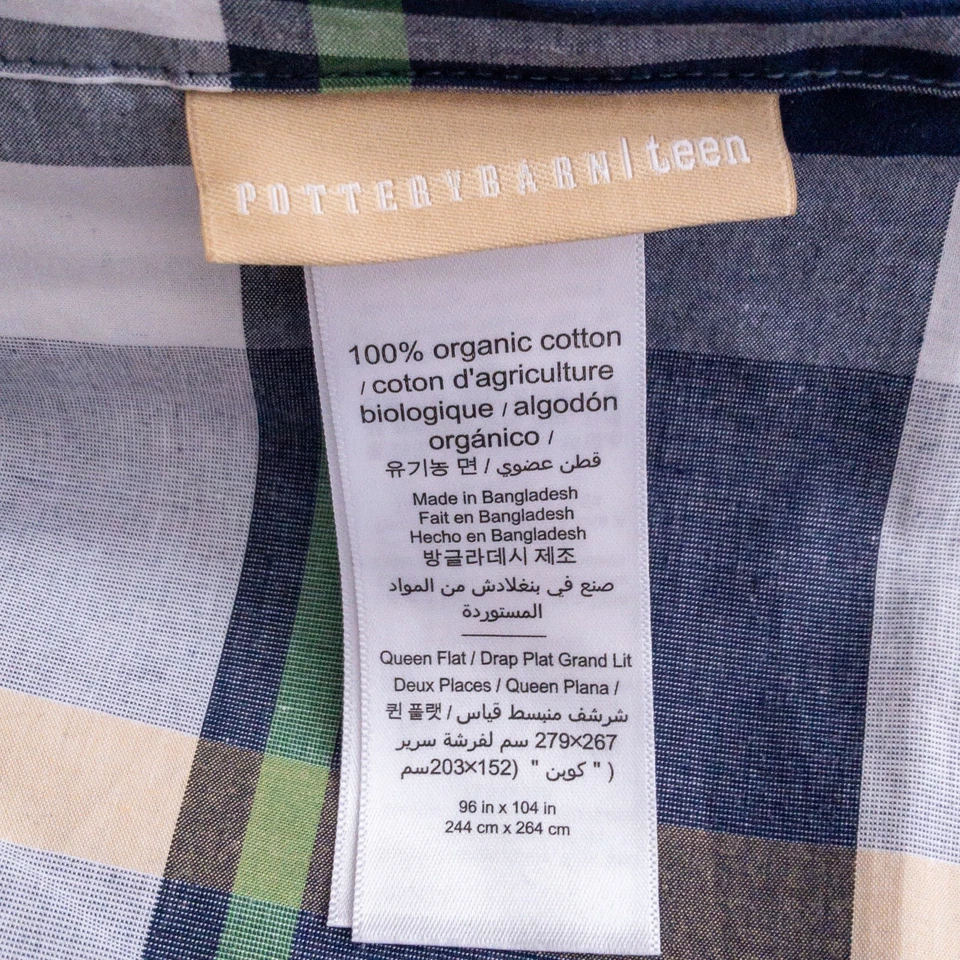 POTTERYBARN | teen
100% organic cotton
/ coton d'agriculture
biologique / algodón
orgánico /
유기농 면 / قطن عضوي
Made in Bangladesh
Fait en Bangladesh
Hecho en Bangladesh
방글라데시 제조
صنع في بنغلادش من المواد
المستوردة
Queen Flat / Drap Plat Grand Lit
Deux Places / Queen Plana /
퀸 플랫 / شرشف منبسط قياس
279×267 سم لفرشة سرير
( " كوين " (203×152سم
96 in x 104 in
244 cm x 264 cm